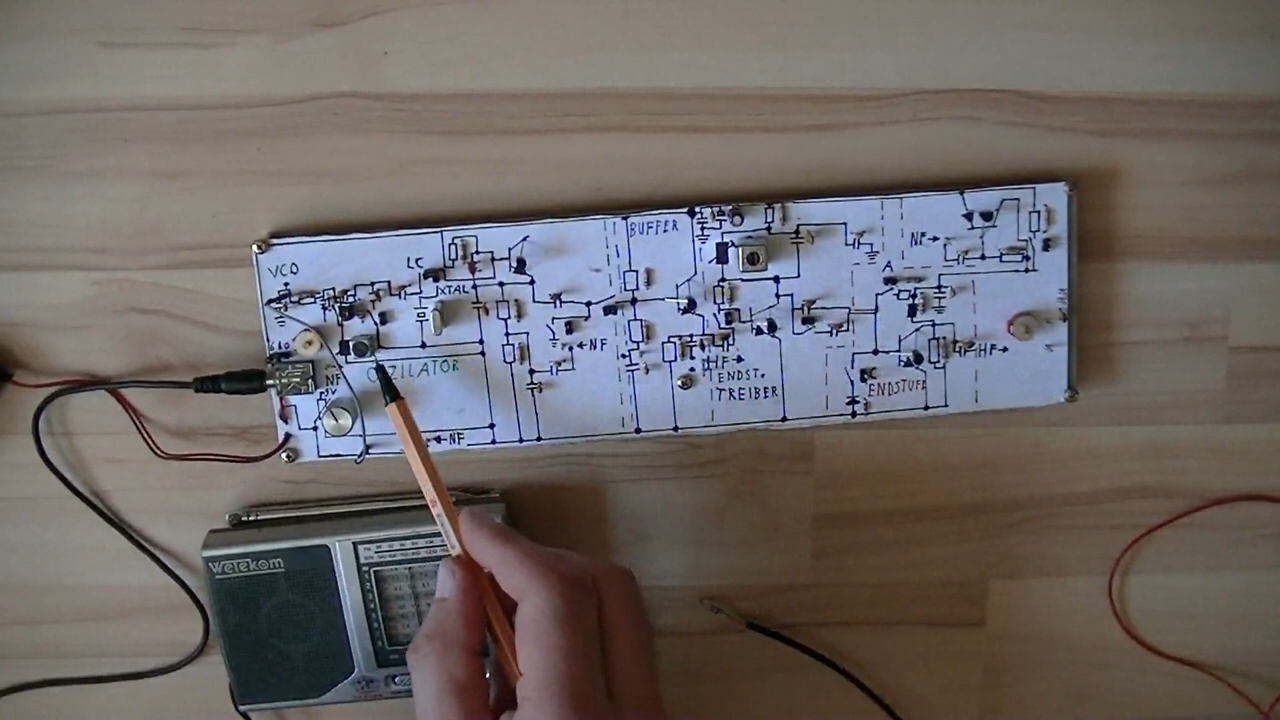 VCO
LC
XTAL
OSZILATOR
NF
NF
NF
BUFFER
HF
ENDST.
TREIBER
NF
A
ENDSTUFE
HF
Wetekom